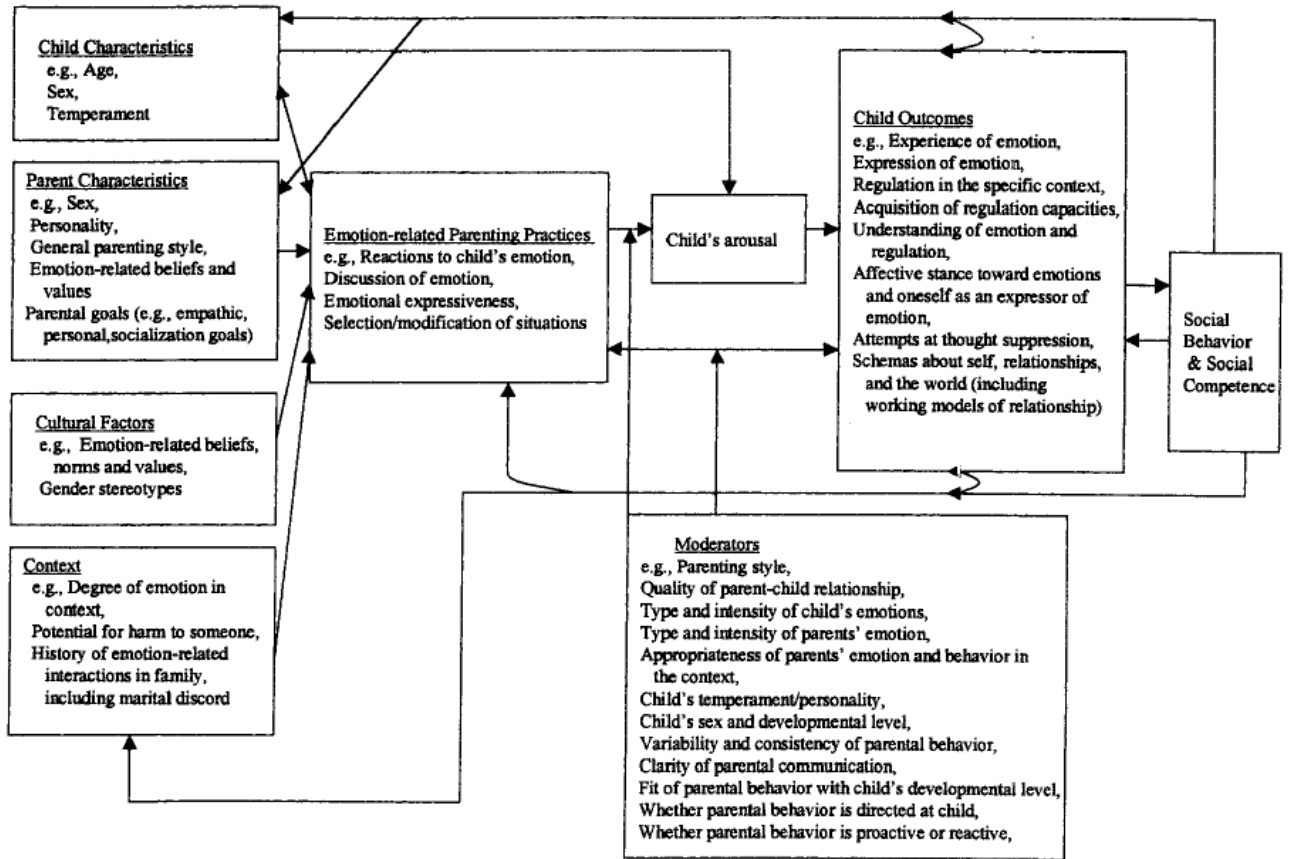 Child Characteristics
e.g., Age,
Sex,
Temperament
Parent Characteristics
e.g., Sex,
Personality,
General parenting style,
Emotion-related beliefs and
values
Parental goals (e.g., empathic,
personal,socialization goals)
Cultural Factors
e.g., Emotion-related beliefs,
norms and values,
Gender stereotypes
Context
e.g., Degree of emotion in
context,
Potential for harm to someone,
History of emotion-related
interactions in family,
including marital discord
Emotion-related Parenting Practices
e.g., Reactions to child's emotion,
Discussion of emotion,
Emotional expressiveness,
Selection/modification of situations
Child's arousal
Child Outcomes
e.g., Experience of emotion,
Expression of emotion,
Regulation in the specific context,
Acquisition of regulation capacities,
Understanding of emotion and
regulation,
Affective stance toward emotions
and oneself as an expressor of
emotion,
Attempts at thought suppression,
Schemas about self, relationships,
and the world (including
working models of relationship)
Social
Behavior
& Social
Competence
Moderators
e.g., Parenting style,
Quality of parent-child relationship,
Type and intensity of child's emotions,
Type and intensity of parents' emotion,
Appropriateness of parents' emotion and behavior in
the context,
Child's temperament/personality,
Child's sex and developmental level,
Variability and consistency of parental behavior,
Clarity of parental communication,
Fit of parental behavior with child's developmental level,
Whether parental behavior is directed at child,
Whether parental behavior is proactive or reactive,